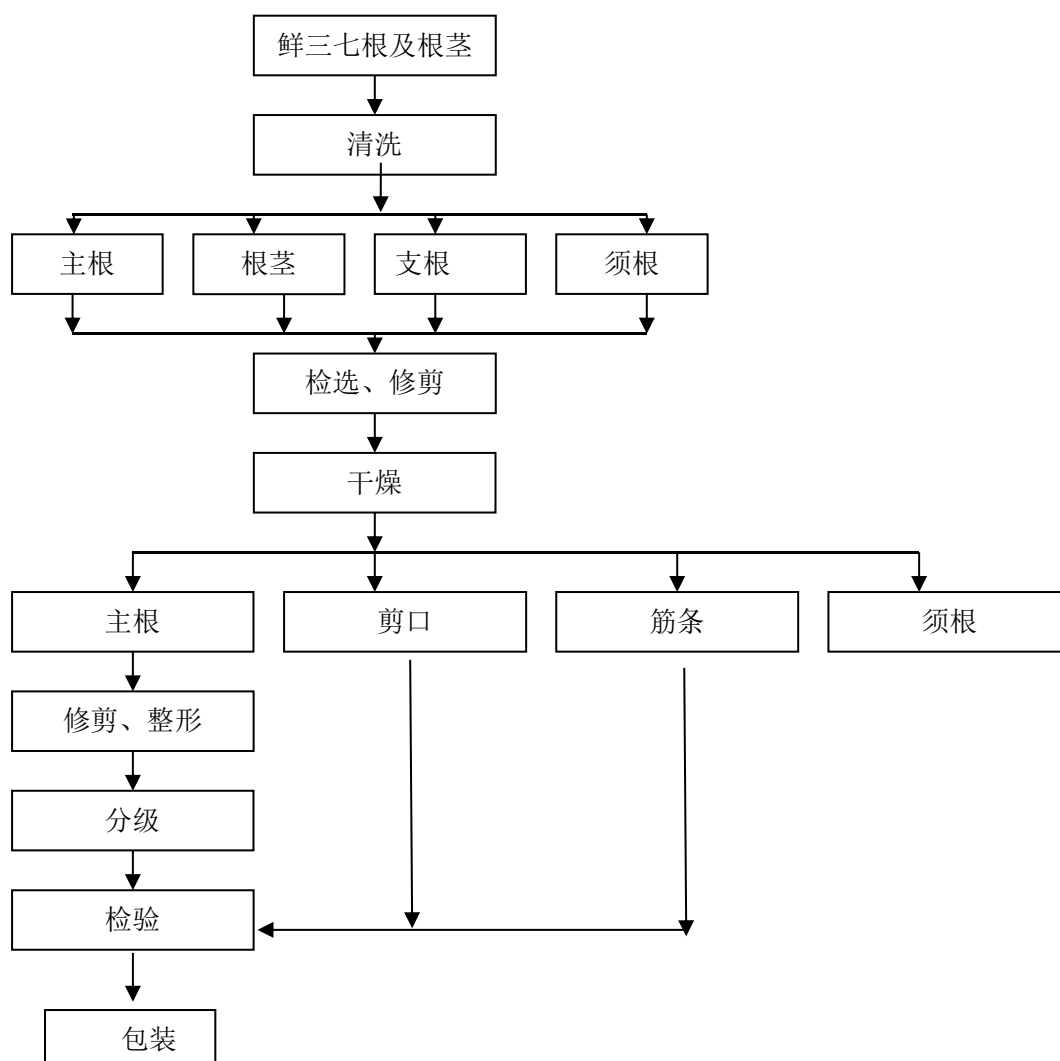 鲜三七根及根茎
清洗
主根
根茎
支根
须根
检选、修剪
干燥
主根
剪口
筋条
须根
修剪、整形
分级
检验
包装